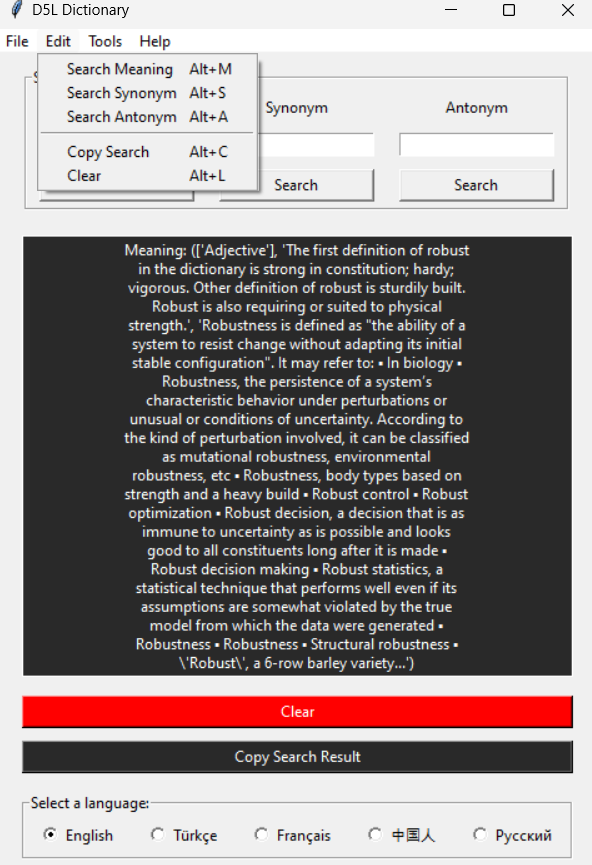 D5L Dictionary
File Edit Tools Help
Search Meaning Alt+M
Search Synonym Alt+S
Search Antonym Alt+A
Copy Search Alt+C
Clear Alt+L
Synonym Antonym
Search Search
Meaning: (['Adjective'], 'The first definition of robust
in the dictionary is strong in constitution; hardy;
vigorous. Other definition of robust is sturdily built.
Robust is also requiring or suited to physical
strength.', 'Robustness is defined as "the ability of a
system to resist change without adapting its initial
stable configuration". It may refer to: ▪ In biology ▪
Robustness, the persistence of a system’s
characteristic behavior under perturbations or
unusual or conditions of uncertainty. According to
the kind of perturbation involved, it can be classified
as mutational robustness, environmental
robustness, etc ▪ Robustness, body types based on
strength and a heavy build ▪ Robust control ▪ Robust
optimization ▪ Robust decision, a decision that is as
immune to uncertainty as is possible and looks
good to all constituents long after it is made ▪
Robust decision making ▪ Robust statistics, a
statistical technique that performs well even if its
assumptions are somewhat violated by the true
model from which the data were generated ▪
Robustness ▪ Robustness ▪ Structural robustness ▪
\'Robust\', a 6-row barley variety...')
Clear
Copy Search Result
Select a language:
English Türkçe Français 中国人 Русский